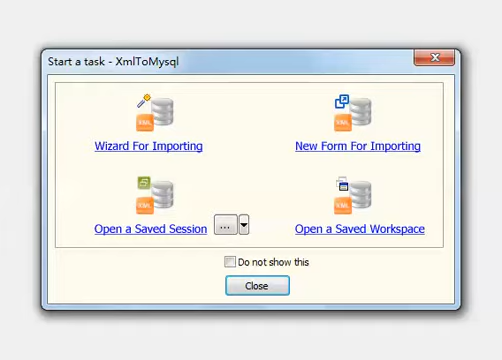 Start a task - XmlToMysql
Wizard For Importing
New Form For Importing
Open a Saved Session
...
Open a Saved Workspace
Do not show this
Close